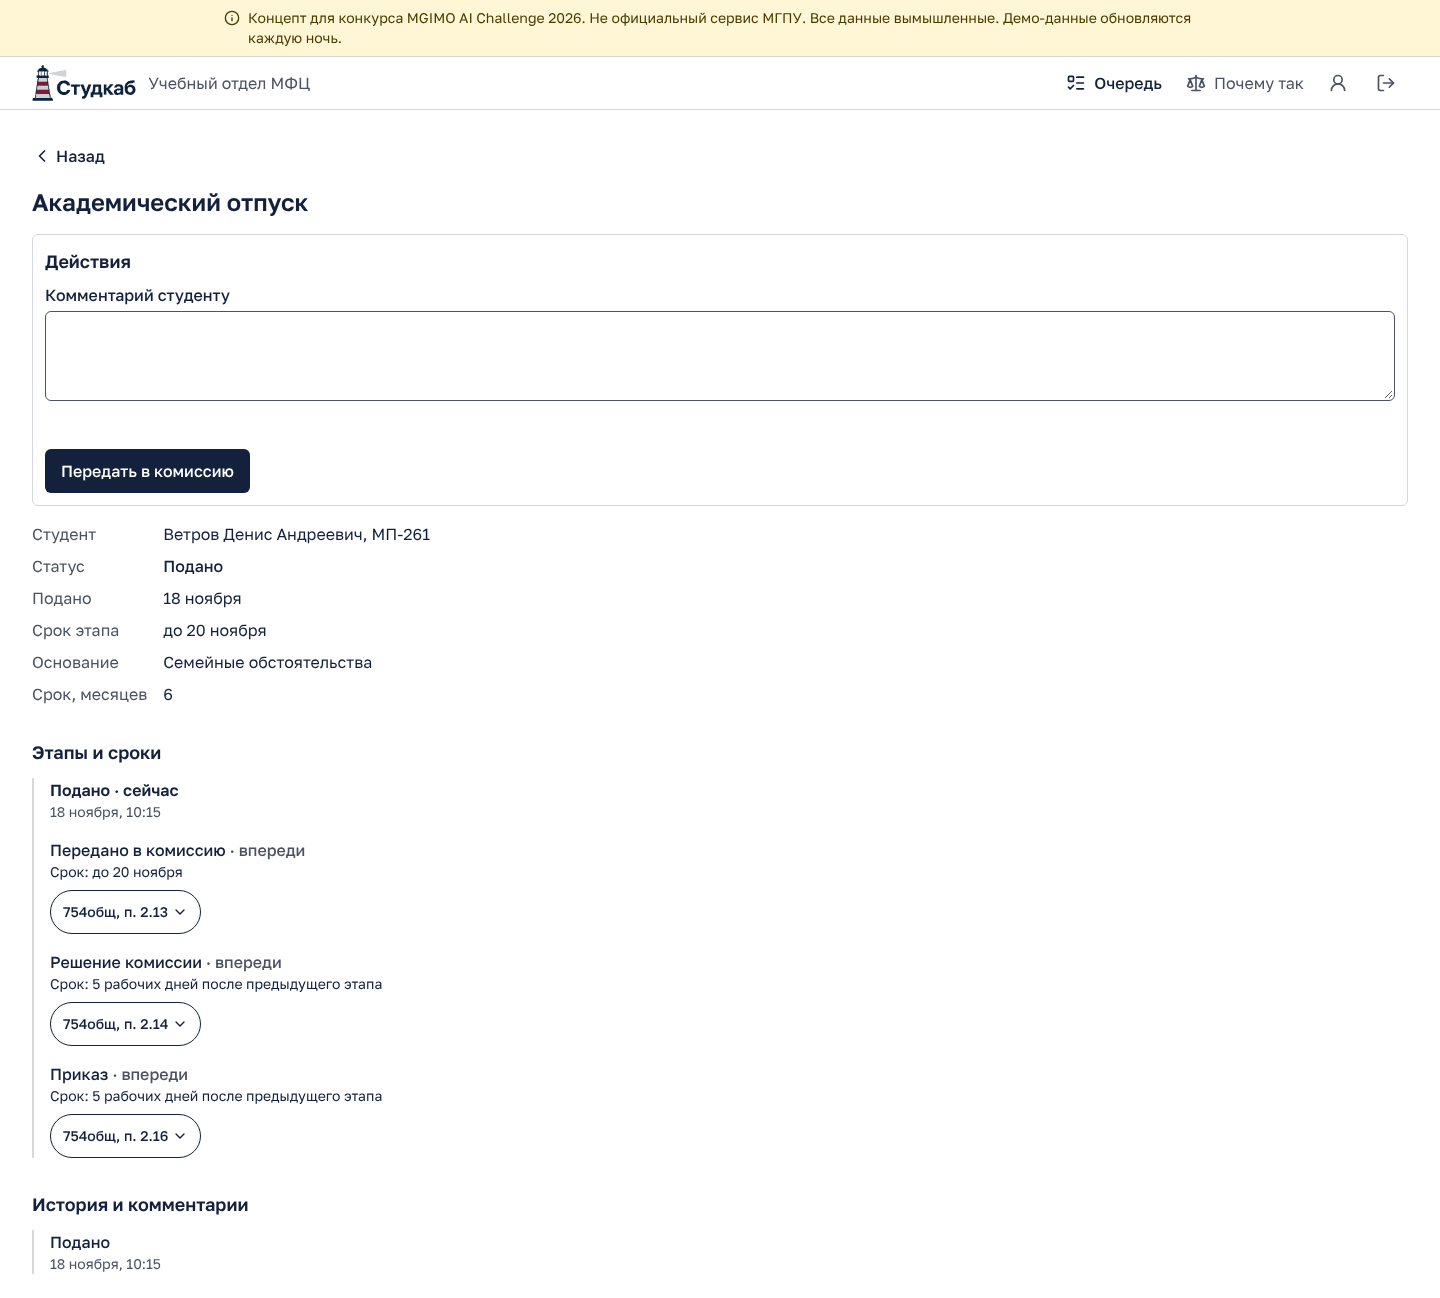 Концепт для конкурса MGIMO AI Challenge 2026. Не официальный сервис МГПУ. Все данные вымышленные. Демо-данные обновляются
каждую ночь.
Студкаб
Учебный отдел МФЦ
Очередь
Почему так
Назад
Академический отпуск
Действия
Комментарий студенту
Передать в комиссию
Студент Ветров Денис Андреевич, МП-261
Статус Подано
Подано 18 ноября
Срок этапа до 20 ноября
Основание Семейные обстоятельства
Срок, месяцев 6
Этапы и сроки
Подано · сейчас
18 ноября, 10:15
Передано в комиссию · впереди
Срок: до 20 ноября
754общ, п. 2.13
Решение комиссии · впереди
Срок: 5 рабочих дней после предыдущего этапа
754общ, п. 2.14
Приказ · впереди
Срок: 5 рабочих дней после предыдущего этапа
754общ, п. 2.16
История и комментарии
Подано
18 ноября, 10:15